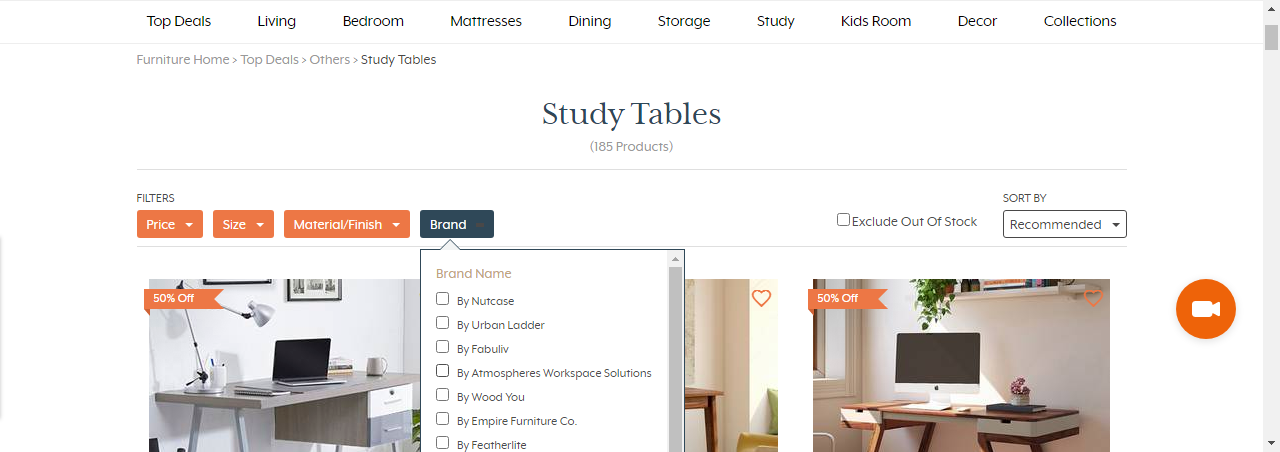 Top Deals Living Bedroom Mattresses Dining Storage Study Kids Room Decor Collections
Furniture Home > Top Deals > Others > Study Tables
Study Tables
(185 Products)
FILTERS
Price Size Material/Finish Brand
Exclude Out Of Stock
SORT BY
Recommended
Brand Name
By Nutcase
By Urban Ladder
By Fabuliv
By Atmospheres Workspace Solutions
By Wood You
By Empire Furniture Co.
By Featherlite
50% Off
50% Off